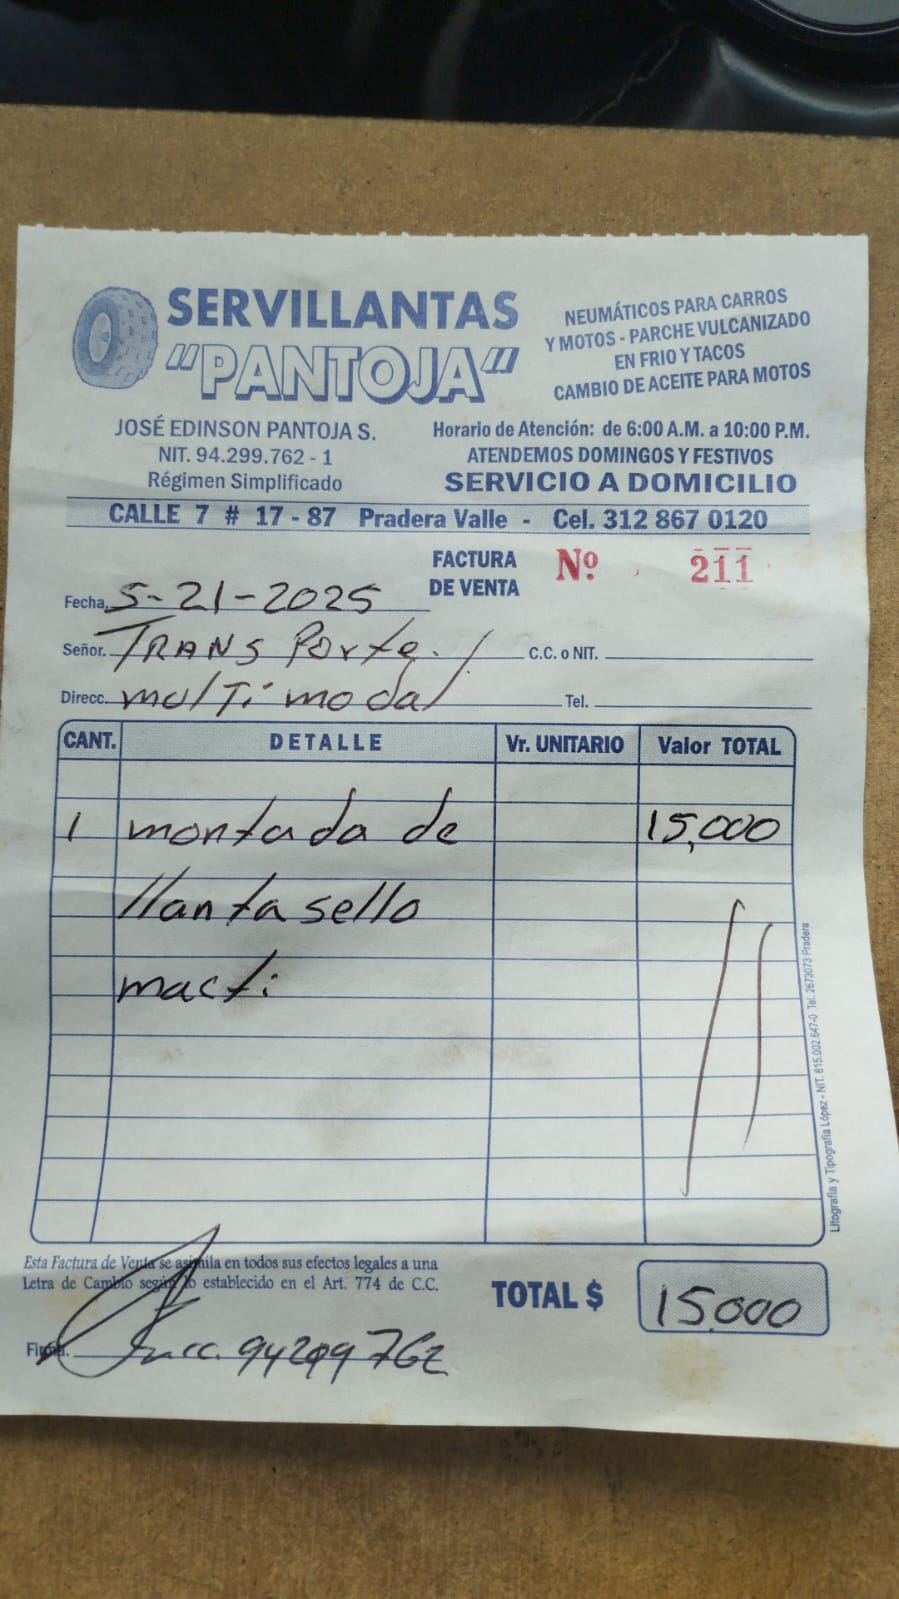 SERVILLANTAS
"PANTOJA"
NEUMÁTICOS PARA CARROS
Y MOTOS - PARCHE VULCANIZADO
EN FRIO Y TACOS
CAMBIO DE ACEITE PARA MOTOS
JOSÉ EDINSON PANTOJA S.
NIT. 94.299.762 - 1
Régimen Simplificado
Horario de Atención: de 6:00 A.M. a 10:00 P.M.
ATENDEMOS DOMINGOS Y FESTIVOS
SERVICIO A DOMICILIO
CALLE 7 # 17 - 87 Pradera Valle - Cel. 312 867 0120
FACTURA
DE VENTA
Nº 211
Fecha. 5-21-2025
Señor. TRANSPorte. C.C. o NIT.
Direcc. multimodal Tel.
CANT. DETALLE Vr. UNITARIO Valor TOTAL
1 montada de 15,000
llanta sello
macti
Esta Factura de Venta se asimila en todos sus efectos legales a una
Letra de Cambio según lo establecido en el Art. 774 de C.C.
TOTAL $ 15.000
Firma. cc. 94299762
Litografía y Tipografía López - NIT. 815.002.647-0 Tel. 2673073 Pradera